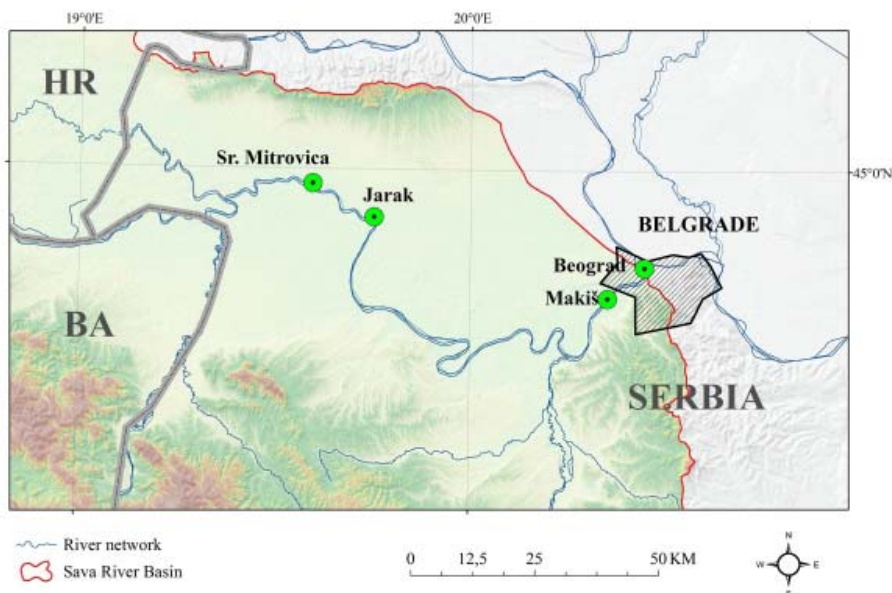 19°0'E
20°0'E
HR
Sr. Mitrovica
45°0'N
Jarak
BELGRADE
Beograd
Makiš
BA
SERBIA
River network
Sava River Basin
0 12,5 25 50 KM
N
W E